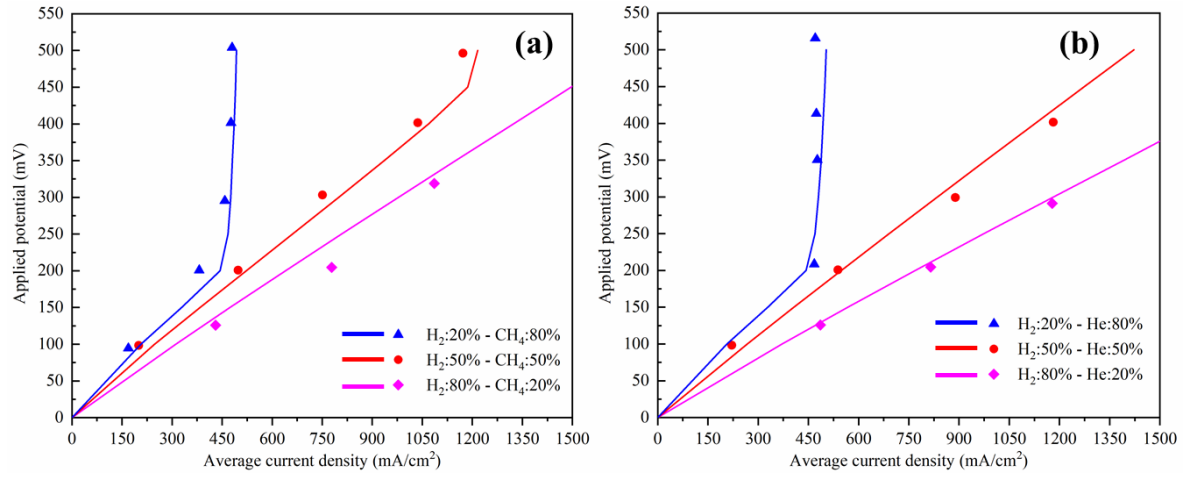 (a)
Applied potential (mV)
550
500
450
400
350
300
250
200
150
100
50
0
H₂:20% - CH₄:80%
H₂:50% - CH₄:50%
H₂:80% - CH₄:20%
0 150 300 450 600 750 900 1050 1200 1350 1500
Average current density (mA/cm²)
(b)
Applied potential (mV)
550
500
450
400
350
300
250
200
150
100
50
0
H₂:20% - He:80%
H₂:50% - He:50%
H₂:80% - He:20%
0 150 300 450 600 750 900 1050 1200 1350 1500
Average current density (mA/cm²)